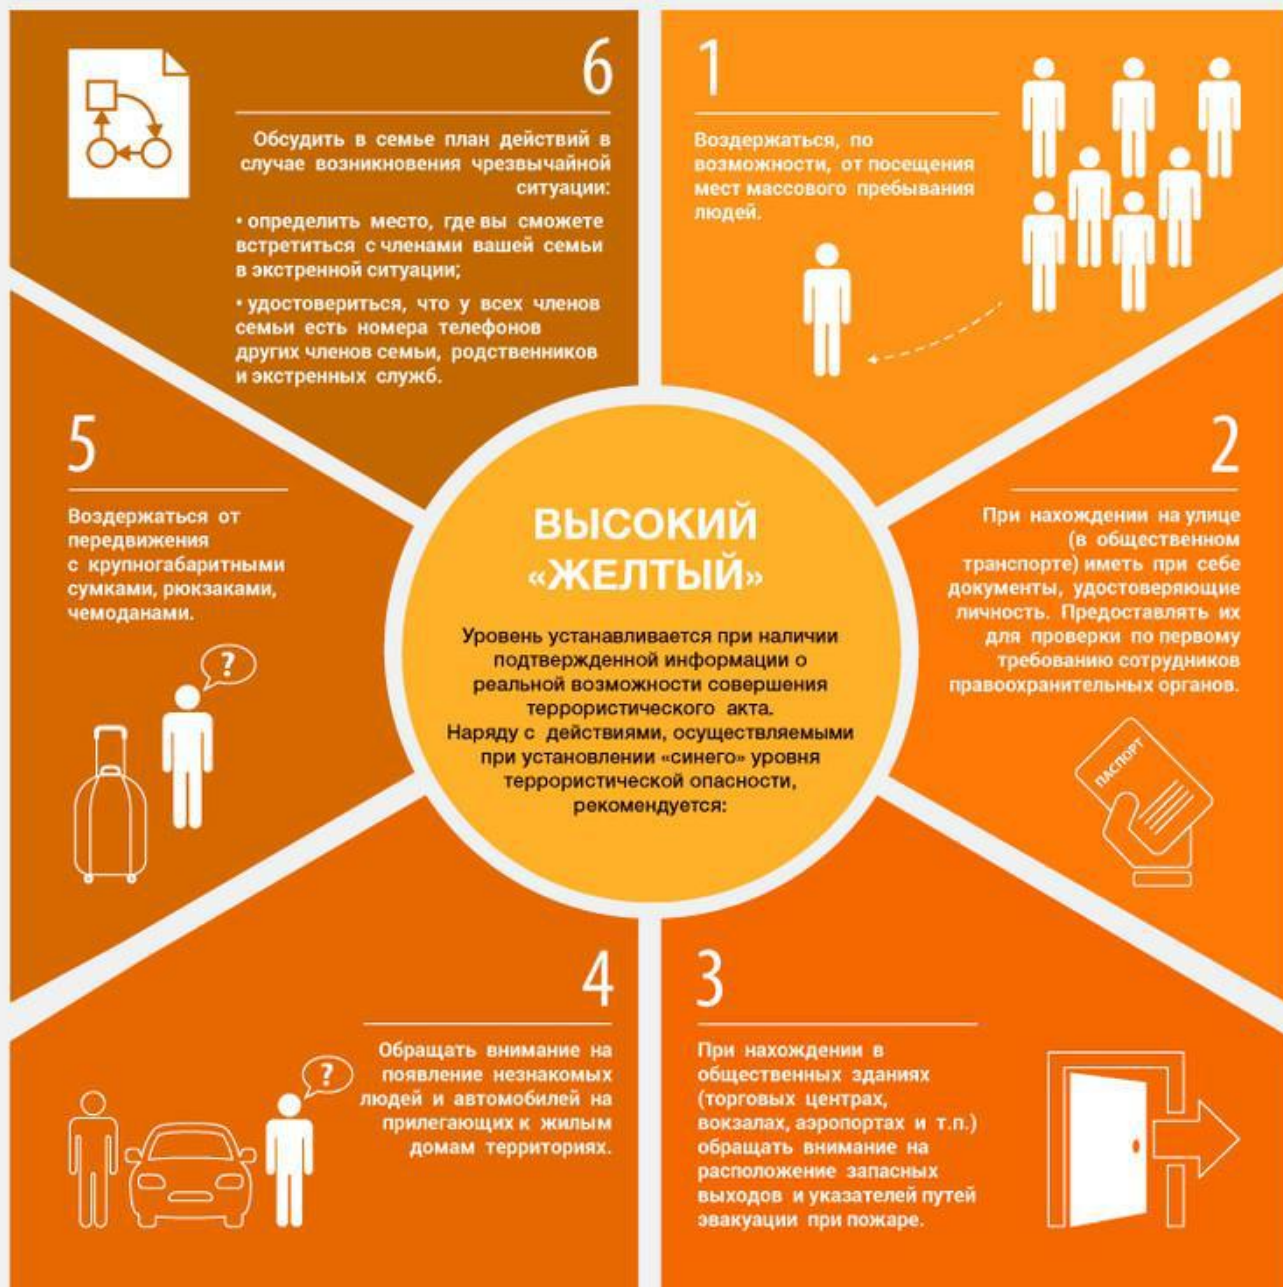 ВЫСОКИЙ
«ЖЕЛТЫЙ»
Уровень устанавливается при наличии
подтвержденной информации о
реальной возможности совершения
террористического акта.
Наряду с действиями, осуществляемыми
при установлении «синего» уровня
террористической опасности,
рекомендуется:
1
Воздержаться, по
возможности, от посещения
мест массового пребывания
людей.
2
При нахождении на улице
(в общественном
транспорте) иметь при себе
документы, удостоверяющие
личность. Предоставлять их
для проверки по первому
требованию сотрудников
правоохранительных органов.
ПАСПОРТ
3
При нахождении в
общественных зданиях
(торговых центрах,
вокзалах, аэропортах и т.п.)
обращать внимание на
расположение запасных
выходов и указателей путей
эвакуации при пожаре.
4
Обращать внимание на
появление незнакомых
людей и автомобилей на
прилегающих к жилым
домам территориях.
?
5
Воздержаться от
передвижения
с крупногабаритными
сумками, рюкзаками,
чемоданами.
?
6
Обсудить в семье план действий в
случае возникновения чрезвычайной
ситуации:
• определить место, где вы сможете
встретиться с членами вашей семьи
в экстренной ситуации;
• удостовериться, что у всех членов
семьи есть номера телефонов
других членов семьи, родственников
и экстренных служб.